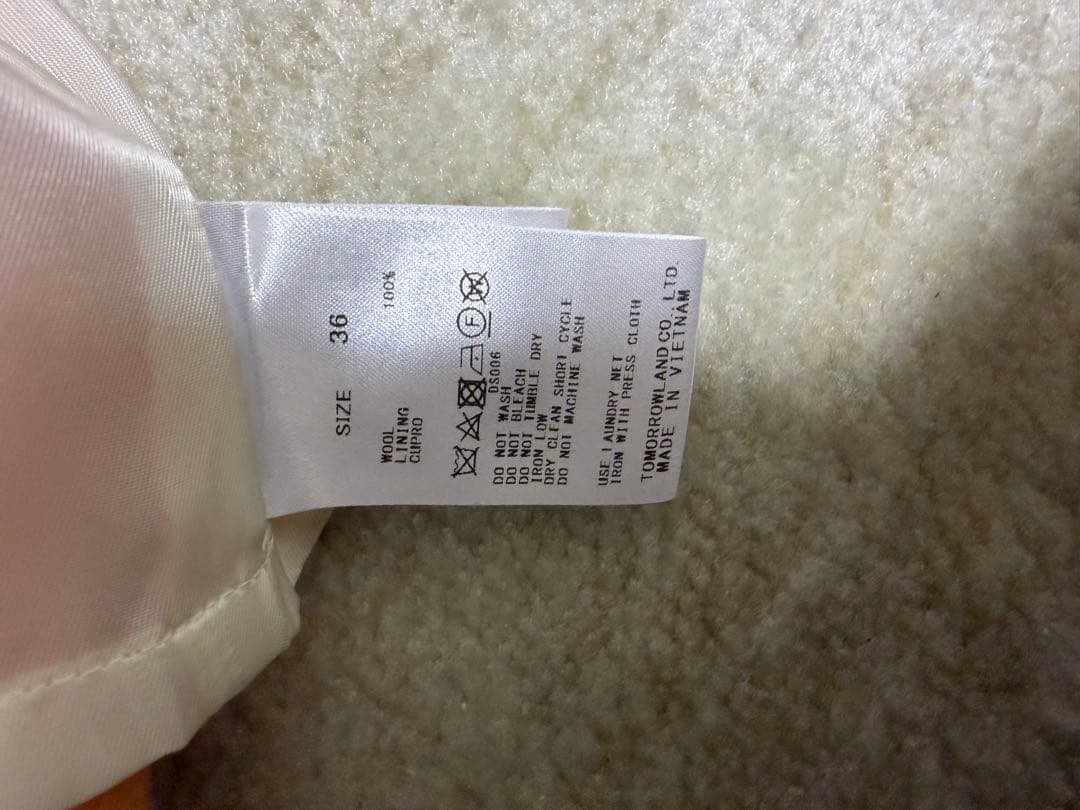 SIZE 36
WOOL 100%
LINING
CUPRO
F W
DS006
DO NOT WASH
DO NOT BLEACH
DO NOT TUMBLE DRY
IRON LOW
DRY CLEAN SHORT CYCLE
DO NOT MACHINE WASH
USE LAUNDRY NET
IRON WITH PRESS CLOTH
TOMORROWLAND CO., LTD.
MADE IN VIETNAM